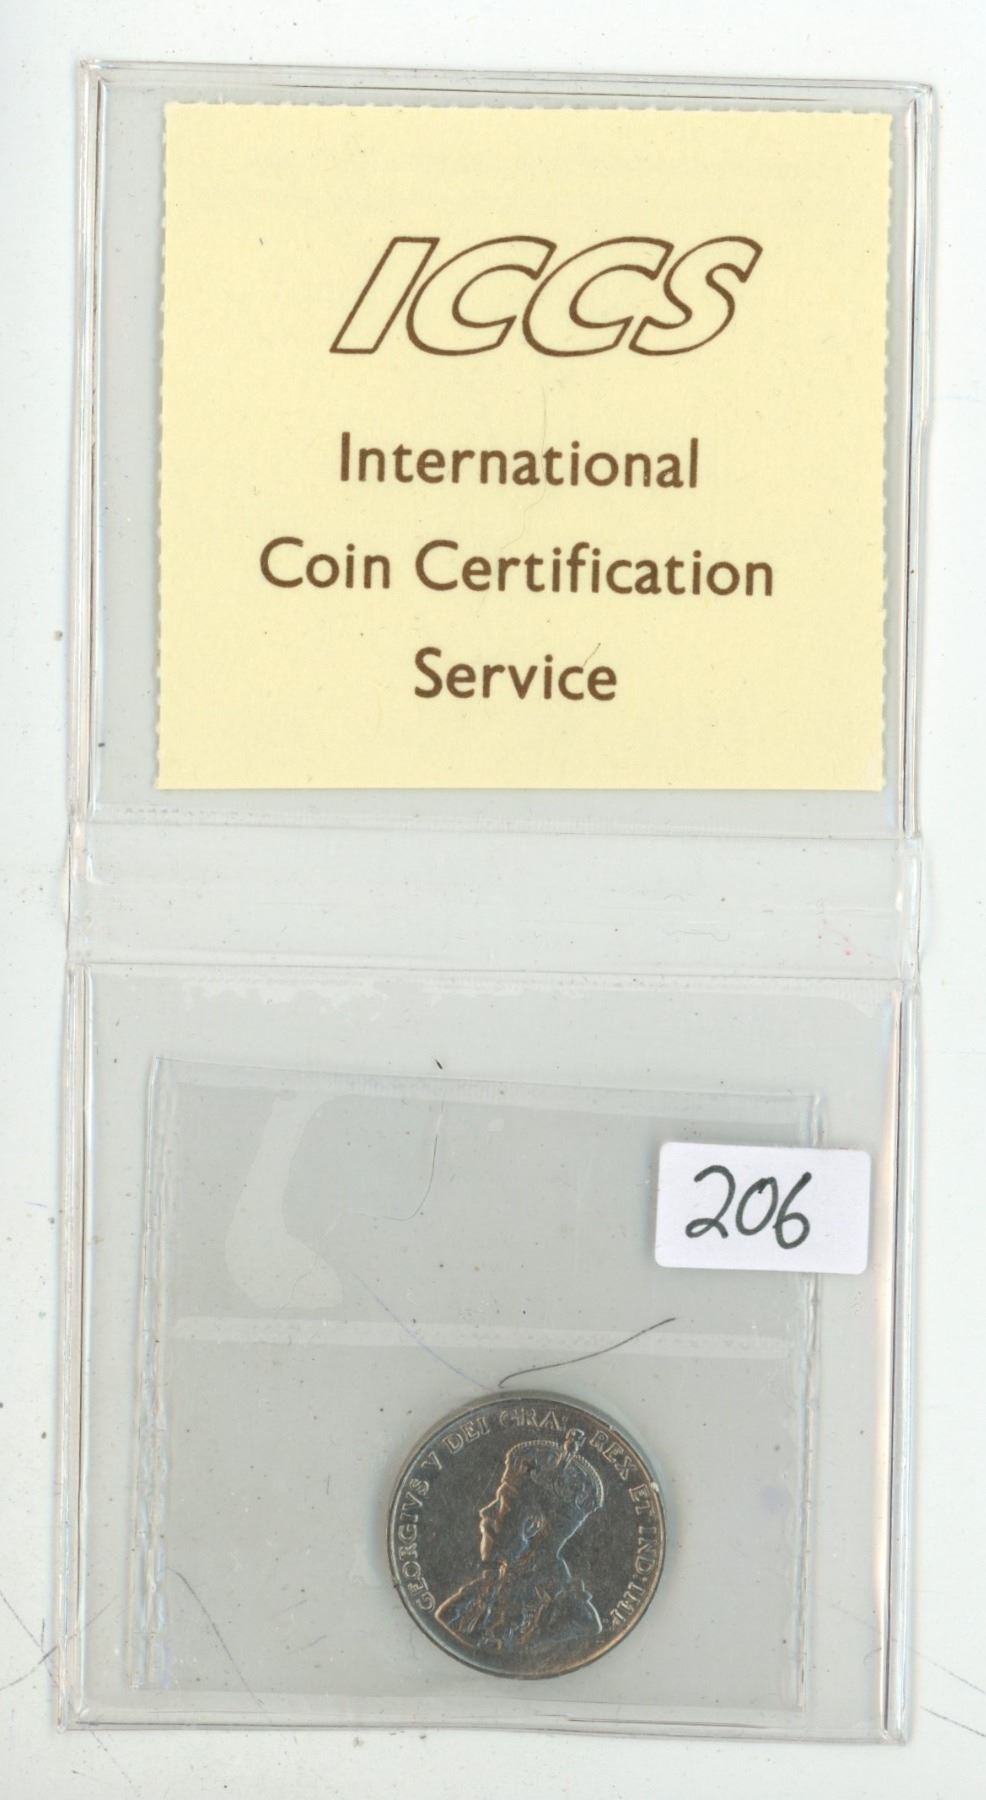 ICCS
International
Coin Certification
Service
206
GEORGIVS V DEI GRA: REX ET IND: IMP.